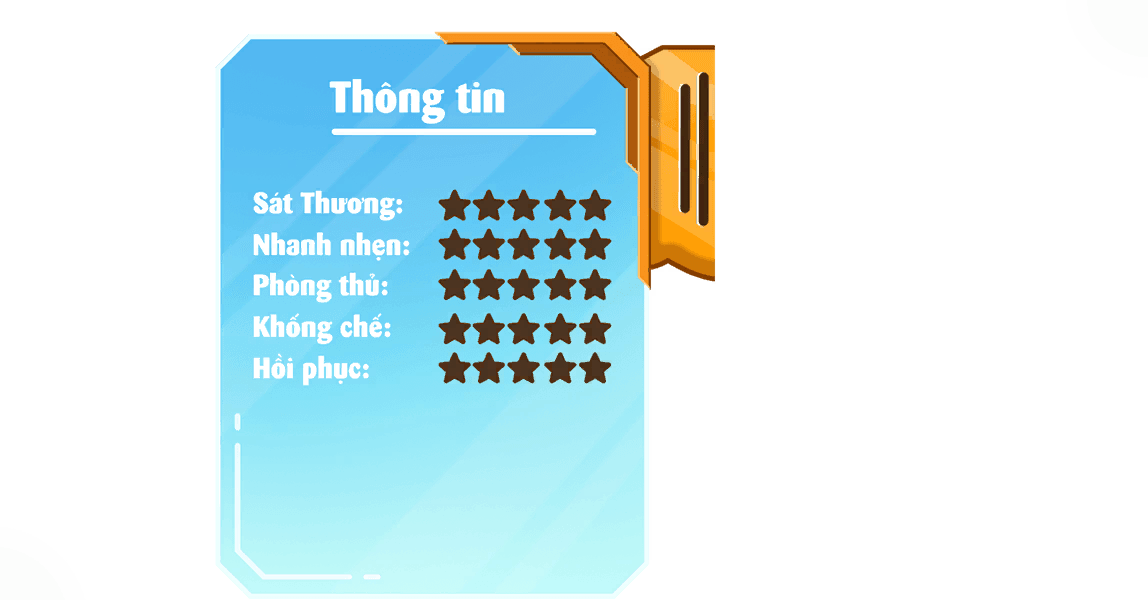 Thông tin
Sát Thương:
Nhanh nhẹn:
Phòng thủ:
Khống chế:
Hồi phục: